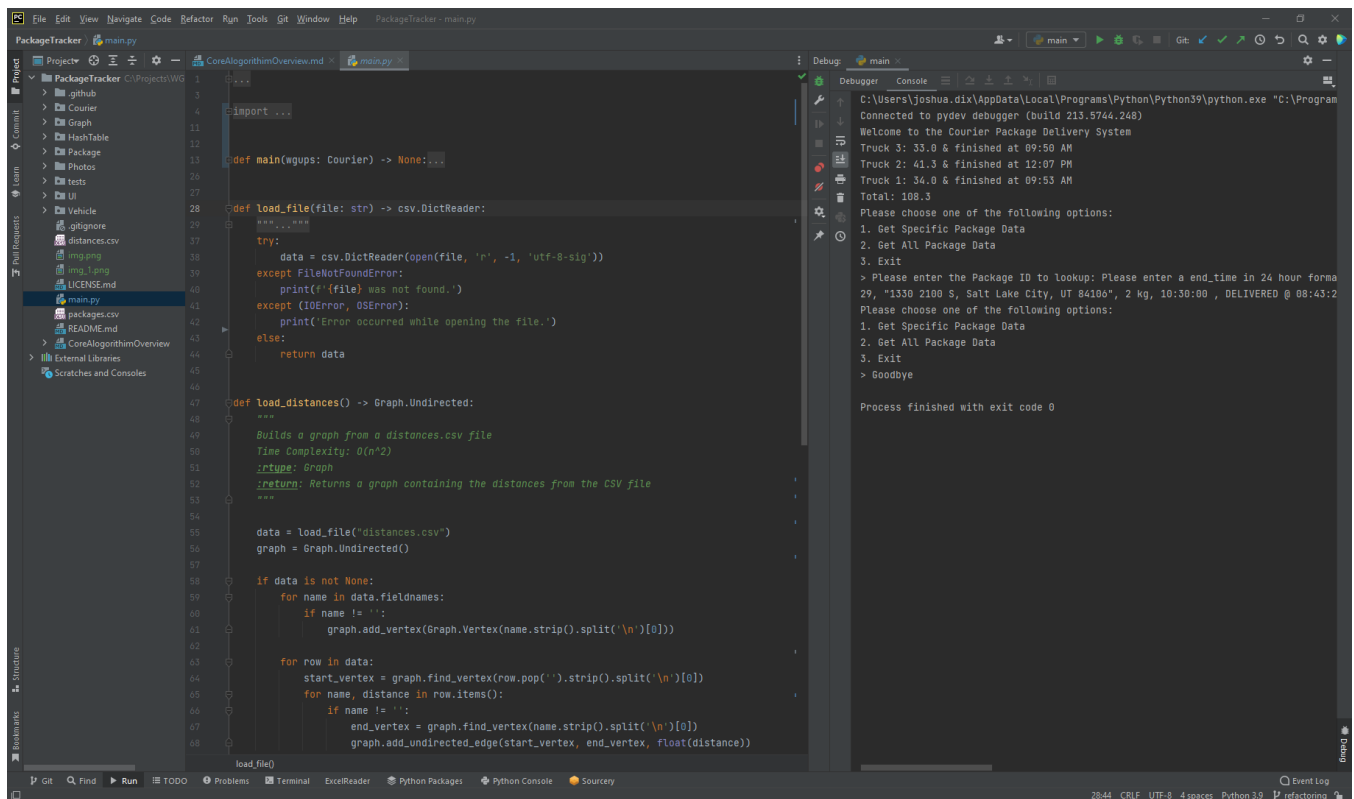 PC File Edit View Navigate Code Refactor Run Tools Git Window Help PackageTracker - main.py
PackageTracker main.py
main Git:
Project
CoreAlogorithimOverview.md main.py
Debug: main
Debugger Console
PackageTracker C:\Projects\WG
.github
Courier
Graph
HashTable
Package
Photos
tests
UI
Vehicle
.gitignore
distances.csv
img.png
img_1.png
LICENSE.md
main.py
packages.csv
README.md
CoreAlogorithimOverview
External Libraries
Scratches and Consoles
Project
Commit
Learn
Pull Requests
Structure
Bookmarks
1 ...
3
4 import ...
11
12
13 def main(wgups: Courier) -> None:...
26
27
28 def load_file(file: str) -> csv.DictReader:
29 """..."""
37 try:
38 data = csv.DictReader(open(file, 'r', -1, 'utf-8-sig'))
39 except FileNotFoundError:
40 print(f'{file} was not found.')
41 except (IOError, OSError):
42 print('Error occurred while opening the file.')
43 else:
44 return data
45
46
47 def load_distances() -> Graph.Undirected:
48 """
49 Builds a graph from a distances.csv file
50 Time Complexity: O(n^2)
51 :rtype: Graph
52 :return: Returns a graph containing the distances from the CSV file
53 """
54
55 data = load_file("distances.csv")
56 graph = Graph.Undirected()
57
58 if data is not None:
59 for name in data.fieldnames:
60 if name != '':
61 graph.add_vertex(Graph.Vertex(name.strip().split('\n')[0]))
62
63 for row in data:
64 start_vertex = graph.find_vertex(row.pop('').strip().split('\n')[0])
65 for name, distance in row.items():
66 if name != '':
67 end_vertex = graph.find_vertex(name.strip().split('\n')[0])
68 graph.add_undirected_edge(start_vertex, end_vertex, float(distance))
load_file()
C:\Users\joshua.dix\AppData\Local\Programs\Python\Python39\python.exe "C:\Program
Connected to pydev debugger (build 213.5744.248)
Welcome to the Courier Package Delivery System
Truck 3: 33.0 & finished at 09:50 AM
Truck 2: 41.3 & finished at 12:07 PM
Truck 1: 34.0 & finished at 09:53 AM
Total: 108.3
Please choose one of the following options:
1. Get Specific Package Data
2. Get All Package Data
3. Exit
> Please enter the Package ID to lookup: Please enter a end_time in 24 hour forma
29, "1330 2100 S, Salt Lake City, UT 84106", 2 kg, 10:30:00 , DELIVERED @ 08:43:2
Please choose one of the following options:
1. Get Specific Package Data
2. Get All Package Data
3. Exit
> Goodbye
Process finished with exit code 0
Debug
Git Find Run TODO Problems Terminal ExcelReader Python Packages Python Console Sourcery Event Log
28:44 CRLF UTF-8 4 spaces Python 3.9 refactoring